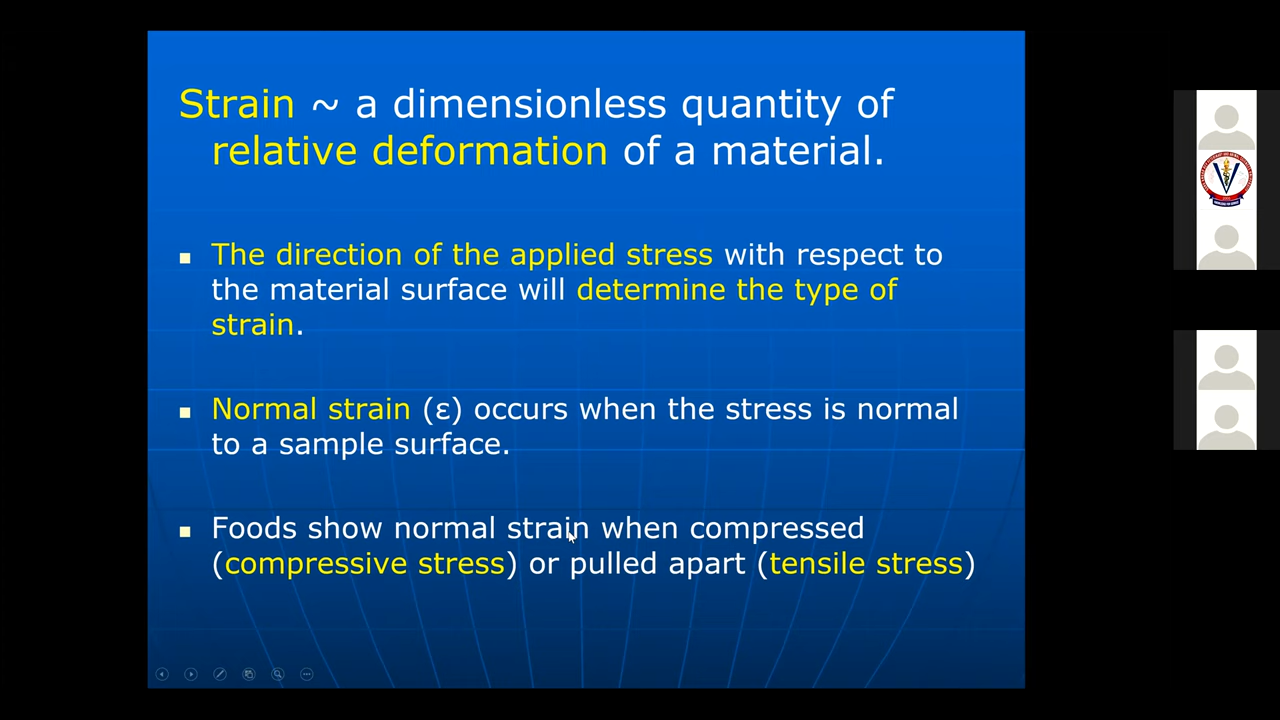 Strain ~ a dimensionless quantity of
relative deformation of a material.
The direction of the applied stress with respect to
the material surface will determine the type of
strain.
Normal strain (ε) occurs when the stress is normal
to a sample surface.
Foods show normal strain when compressed
(compressive stress) or pulled apart (tensile stress)